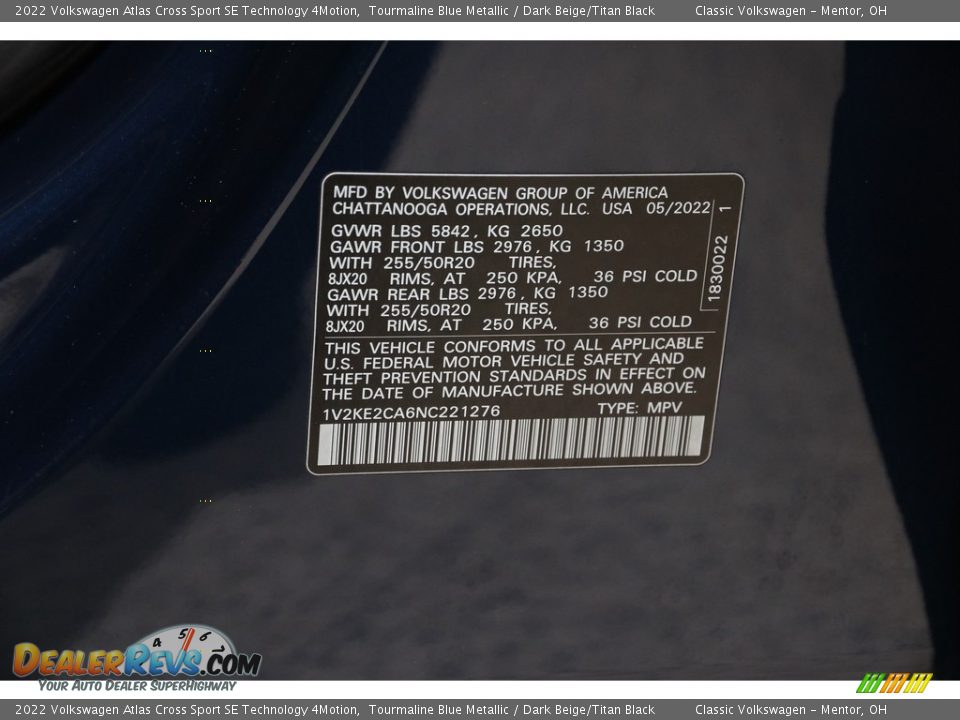 2022 Volkswagen Atlas Cross Sport SE Technology 4Motion, Tourmaline Blue Metallic / Dark Beige/Titan Black Classic Volkswagen - Mentor, OH
MFD BY VOLKSWAGEN GROUP OF AMERICA
CHATTANOOGA OPERATIONS, LLC. USA 05/2022
GVWR LBS 5842, KG 2650
GAWR FRONT LBS 2976, KG 1350
WITH 255/50R20 TIRES,
8JX20 RIMS, AT 250 KPA, 36 PSI COLD
GAWR REAR LBS 2976, KG 1350
WITH 255/50R20 TIRES,
8JX20 RIMS, AT 250 KPA, 36 PSI COLD
1830022 1
THIS VEHICLE CONFORMS TO ALL APPLICABLE
U.S. FEDERAL MOTOR VEHICLE SAFETY AND
THEFT PREVENTION STANDARDS IN EFFECT ON
THE DATE OF MANUFACTURE SHOWN ABOVE.
1V2KE2CA6NC221276 TYPE: MPV
4 5 6
DEALERREVS.COM
YOUR AUTO DEALER SUPERHIGHWAY
2022 Volkswagen Atlas Cross Sport SE Technology 4Motion, Tourmaline Blue Metallic / Dark Beige/Titan Black Classic Volkswagen - Mentor, OH